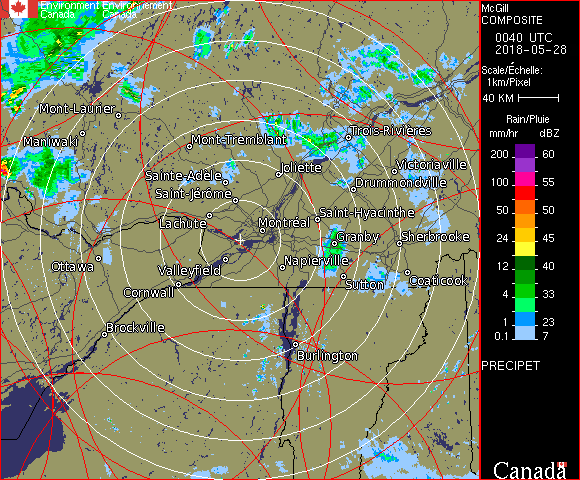 Environment Environnement
Canada Canada
McGill
COMPOSITE
0040 UTC
2018-05-28
Scale/Échelle:
1km/Pixel
40 KM
Rain/Pluie
mm/hr dBZ
200 60
150 57
100 55
50 50
24 45
12 40
4 33
1 23
0.1 7
PRECIPET
Canada
Mont-Laurier
Maniwaki
Mont-Tremblant
Trois-Rivières
Sainte-Adèle
Joliette
Victoriaville
Saint-Jérôme
Drummondville
Lachute
Montréal
Saint-Hyacinthe
Granby
Sherbrooke
Ottawa
Valleyfield
Napierville
Cornwall
Sutton
Coaticook
Brockville
Burlington